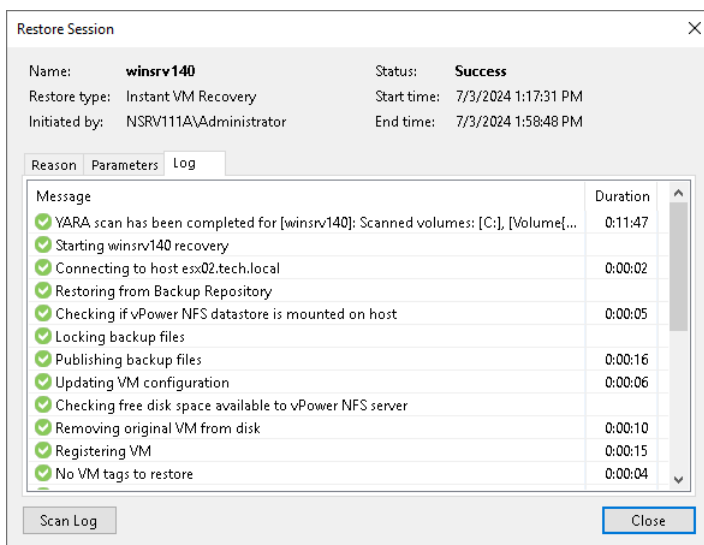 Restore Session
Name: winsrv140 Status: Success
Restore type: Instant VM Recovery Start time: 7/3/2024 1:17:31 PM
Initiated by: NSRV111A\Administrator End time: 7/3/2024 1:58:48 PM
Reason Parameters Log
Message Duration
YARA scan has been completed for [winsrv140]: Scanned volumes: [C:], [Volume{... 0:11:47
Starting winsrv140 recovery
Connecting to host esx02.tech.local 0:00:02
Restoring from Backup Repository
Checking if vPower NFS datastore is mounted on host 0:00:05
Locking backup files
Publishing backup files 0:00:16
Updating VM configuration 0:00:06
Checking free disk space available to vPower NFS server
Removing original VM from disk 0:00:10
Registering VM 0:00:15
No VM tags to restore 0:00:04
Scan Log Close